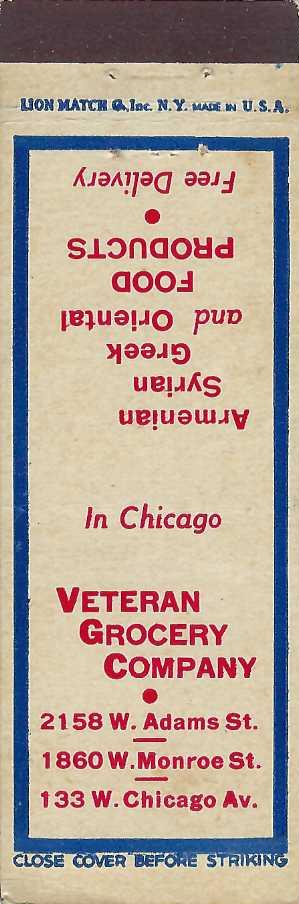 LION MATCH Co., Inc. N.Y. MADE IN U.S.A.
Armenian
Syrian
Greek
and Oriental
FOOD
PRODUCTS
Free Delivery
In Chicago
VETERAN
GROCERY
COMPANY
2158 W. Adams St.
1860 W. Monroe St.
133 W. Chicago Av.
CLOSE COVER BEFORE STRIKING